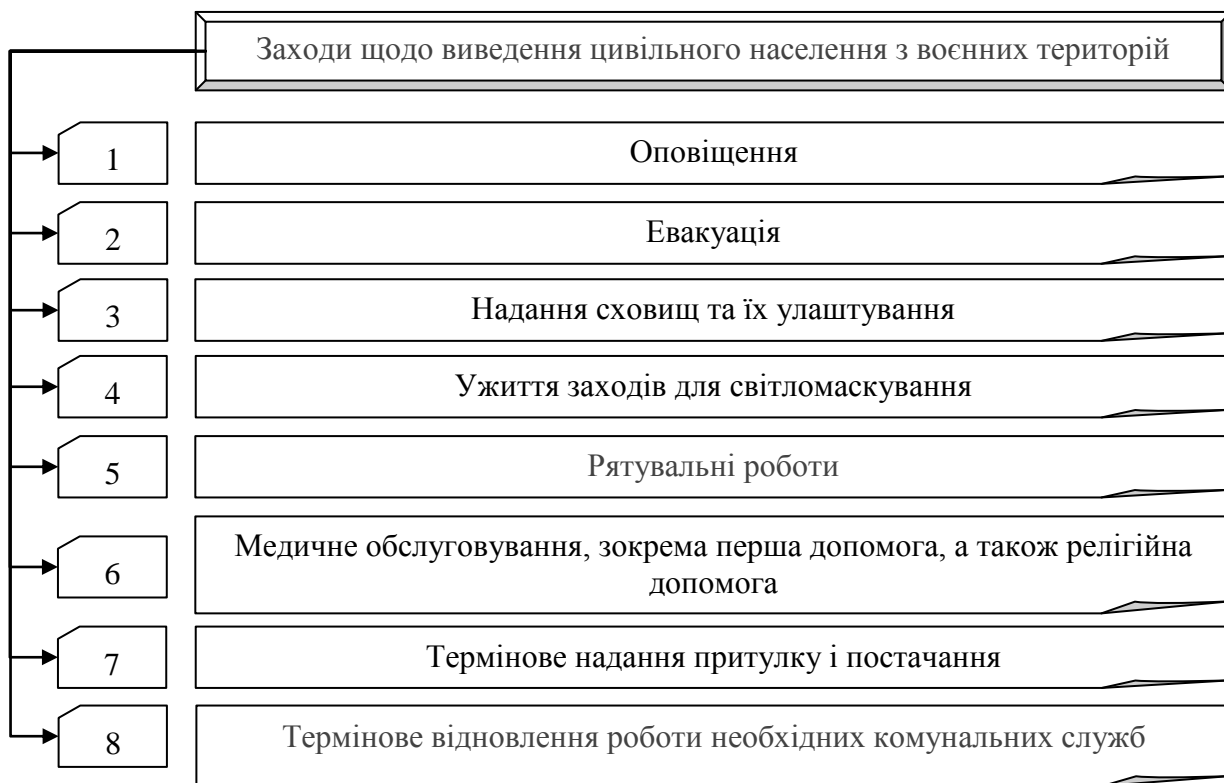 Заходи щодо виведення цивільного населення з воєнних територій
1
Оповіщення
2
Евакуація
3
Надання сховищ та їх улаштування
4
Ужиття заходів для світломаскування
5
Рятувальні роботи
6
Медичне обслуговування, зокрема перша допомога, а також релігійна
допомога
7
Термінове надання притулку і постачання
8
Термінове відновлення роботи необхідних комунальних служб